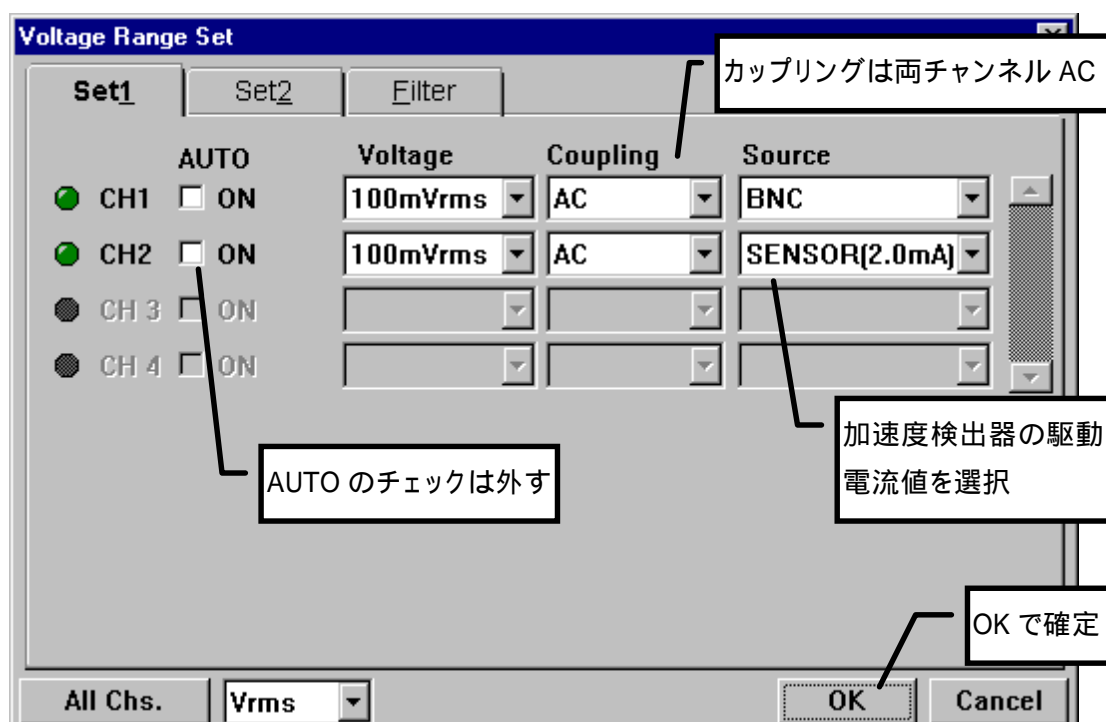 Voltage Range Set
カップリングは両チャンネル AC
Set1 Set2 Filter
AUTO Voltage Coupling Source
CH1 ON 100mVrms AC BNC
CH2 ON 100mVrms AC SENSOR(2.0mA)
CH 3 ON
CH 4 ON
加速度検出器の駆動
電流値を選択
AUTO のチェックは外す
OK で確定
All Chs. Vrms OK Cancel